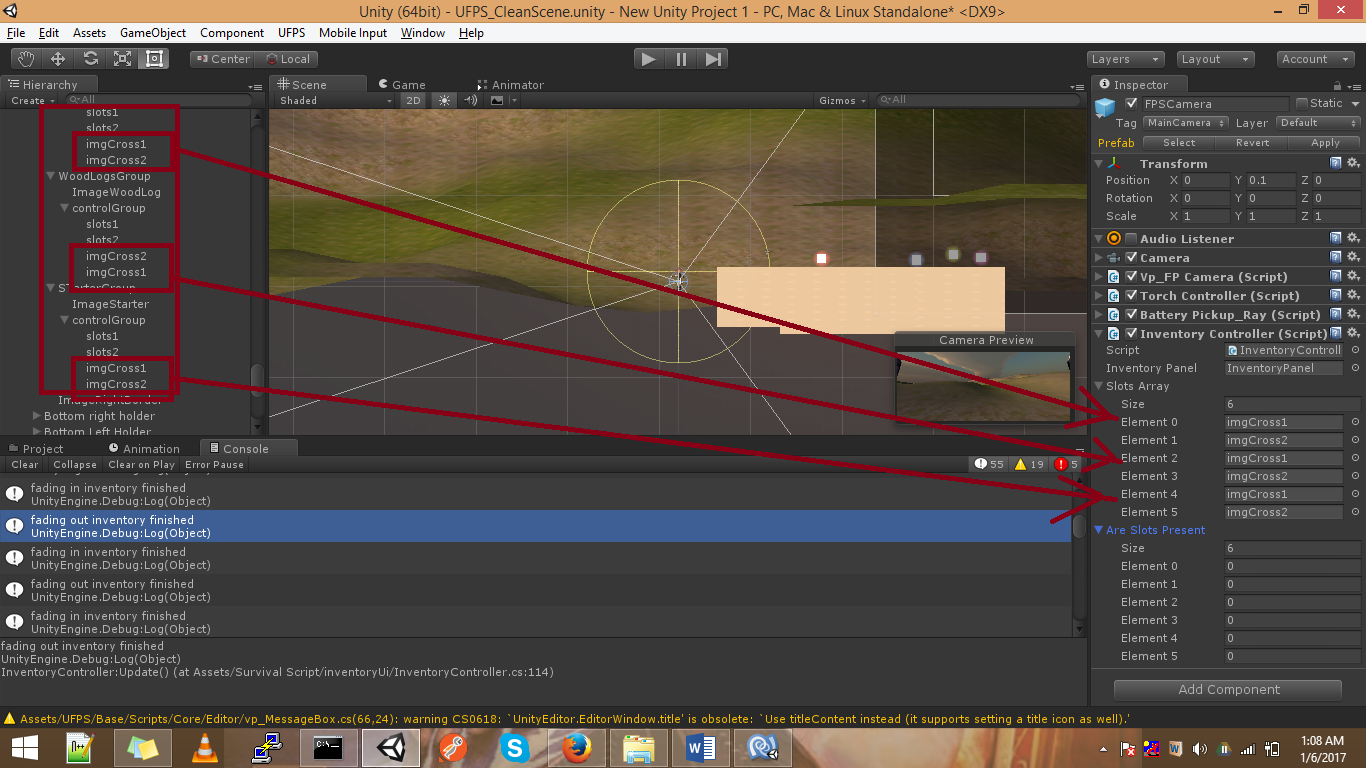 Unity (64bit) - UFPS_CleanScene.unity - New Unity Project 1 - PC, Mac & Linux Standalone* <DX9>
File Edit Assets GameObject Component UFPS Mobile Input Window Help
Center Local Layers Layout Account
Hierarchy
Create All
slots1
slots2
imgCross1
imgCross2
WoodLogsGroup
ImageWoodLog
controlGroup
slots1
slots2
imgCross2
imgCross1
STarterGroup
ImageStarter
controlGroup
slots1
slots2
imgCross1
imgCross2
ImageRightBorder
Bottom right holder
Bottom Left Holder
Scene Game Animator
Shaded 2D Gizmos All
Camera Preview
Inspector
FPSCamera Static
Tag MainCamera Layer Default
Prefab Select Revert Apply
Transform
Position X 0 Y 0.1 Z 0
Rotation X 0 Y 0 Z 0
Scale X 1 Y 1 Z 1
Audio Listener
Camera
Vp_FP Camera (Script)
Torch Controller (Script)
Battery Pickup_Ray (Script)
Inventory Controller (Script)
Script InventoryControll
Inventory Panel InventoryPanel
Slots Array
Size 6
Element 0 imgCross1
Element 1 imgCross2
Element 2 imgCross1
Element 3 imgCross2
Element 4 imgCross1
Element 5 imgCross2
Are Slots Present
Size 6
Element 0 0
Element 1 0
Element 2 0
Element 3 0
Element 4 0
Element 5 0
Add Component
Project Animation Console
Clear Collapse Clear on Play Error Pause 55 19 5
fading in inventory finished
UnityEngine.Debug:Log(Object)
fading out inventory finished
UnityEngine.Debug:Log(Object)
fading in inventory finished
UnityEngine.Debug:Log(Object)
fading out inventory finished
UnityEngine.Debug:Log(Object)
fading in inventory finished
UnityEngine.Debug:Log(Object)
fading out inventory finished
UnityEngine.Debug:Log(Object)
InventoryController:Update() (at Assets/Survival Script/inventoryUi/InventoryController.cs:114)
Assets/UFPS/Base/Scripts/Core/Editor/vp_MessageBox.cs(66,24): warning CS0618: `UnityEditor.EditorWindow.title' is obsolete: `Use titleContent instead (it supports setting a title icon as well).'
1:08 AM
1/6/2017